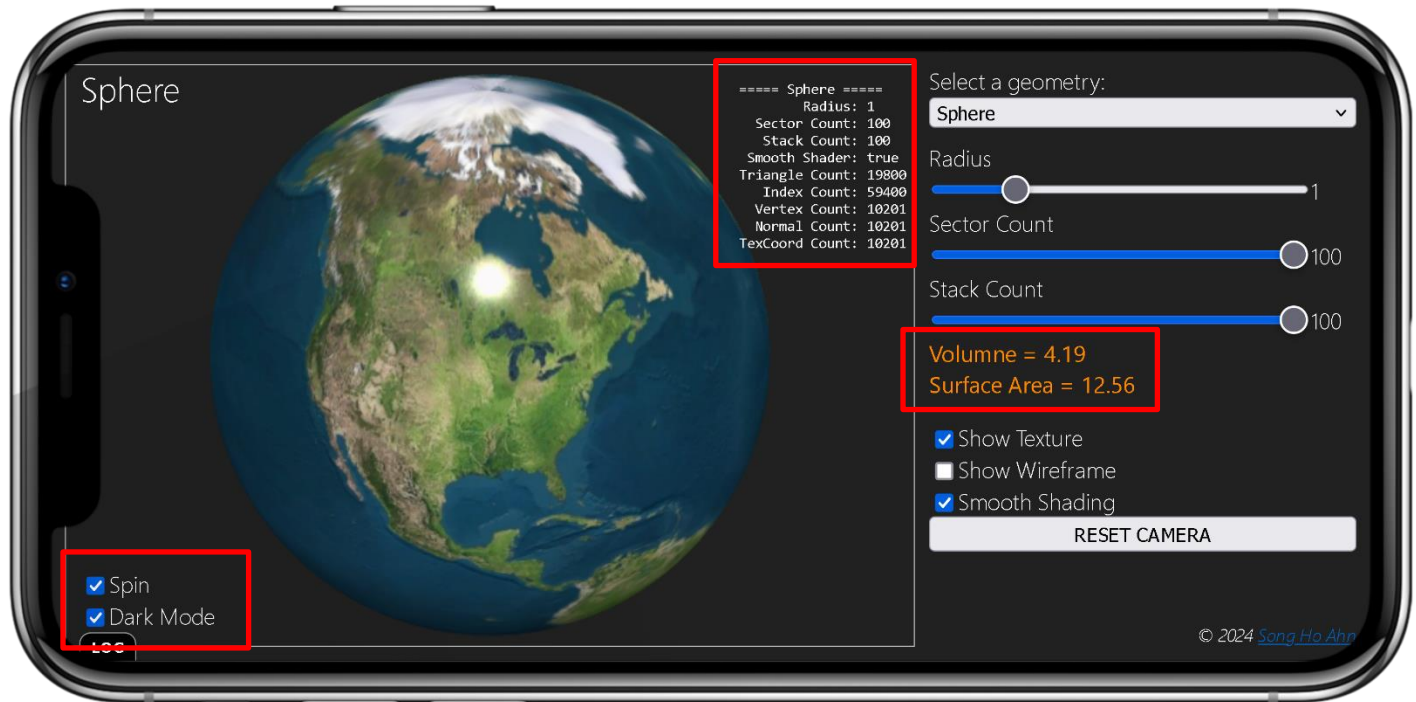 Sphere
===== Sphere =====
Radius: 1
Sector Count: 100
Stack Count: 100
Smooth Shader: true
Triangle Count: 19800
Index Count: 59400
Vertex Count: 10201
Normal Count: 10201
TexCoord Count: 10201
Select a geometry:
Sphere
Radius
1
Sector Count
100
Stack Count
100
Volumne = 4.19
Surface Area = 12.56
Show Texture
Show Wireframe
Smooth Shading
RESET CAMERA
Spin
Dark Mode
LOG
© 2024 Song Ho Ahn